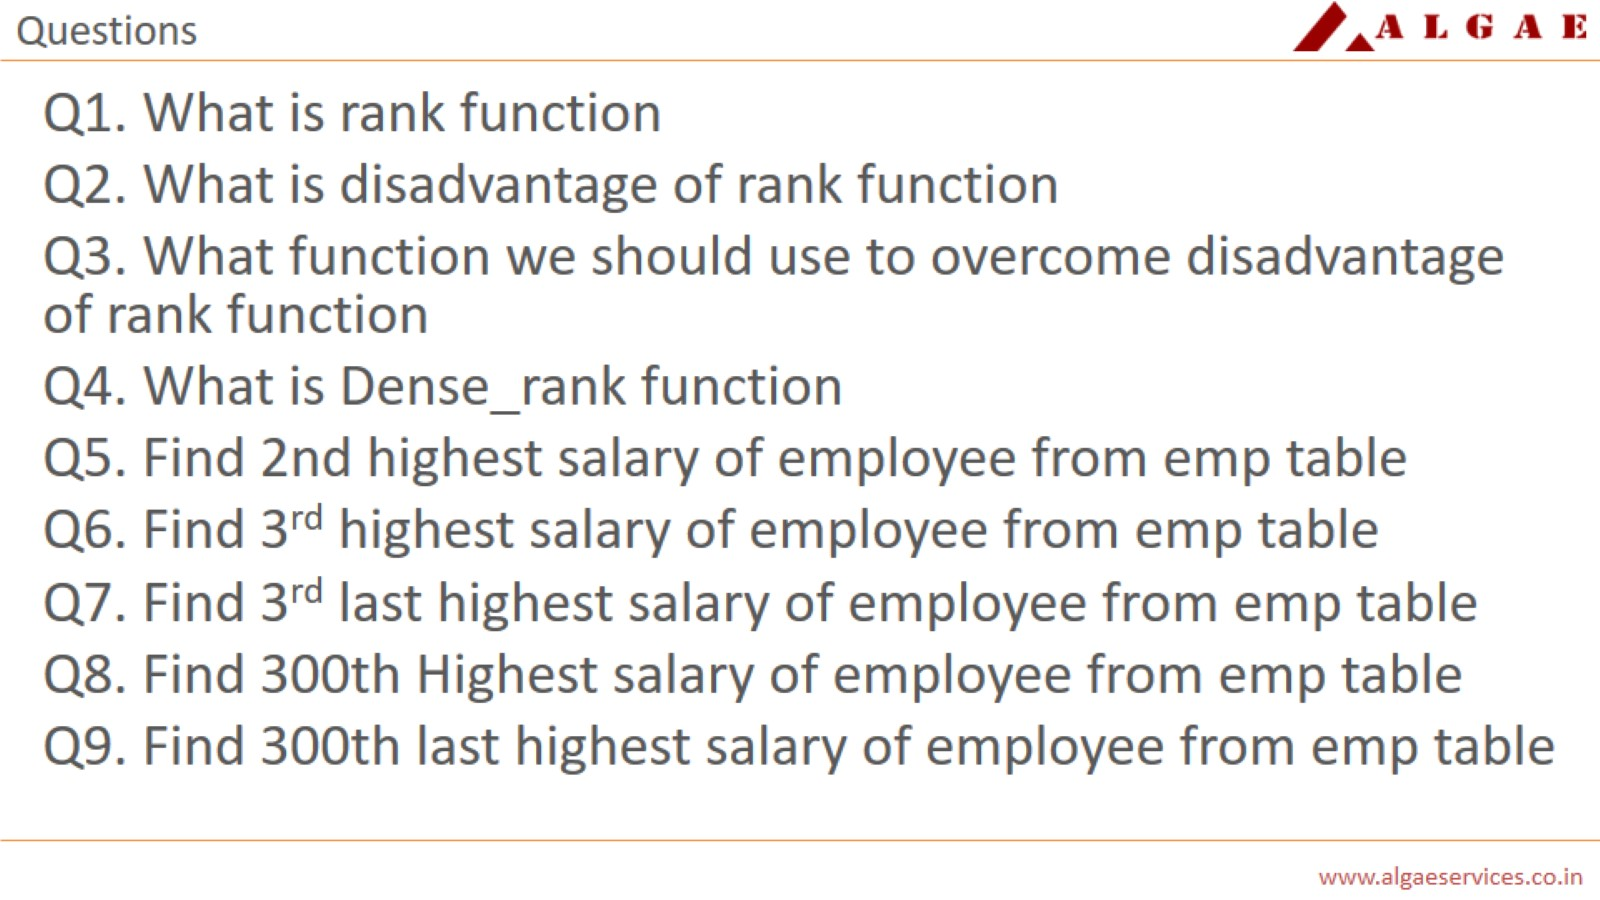 Questions
ALGAE
Q1. What is rank function
Q2. What is disadvantage of rank function
Q3. What function we should use to overcome disadvantage
of rank function
Q4. What is Dense_rank function
Q5. Find 2nd highest salary of employee from emp table
Q6. Find 3rd highest salary of employee from emp table
Q7. Find 3rd last highest salary of employee from emp table
Q8. Find 300th Highest salary of employee from emp table
Q9. Find 300th last highest salary of employee from emp table
www.algaeservices.co.in